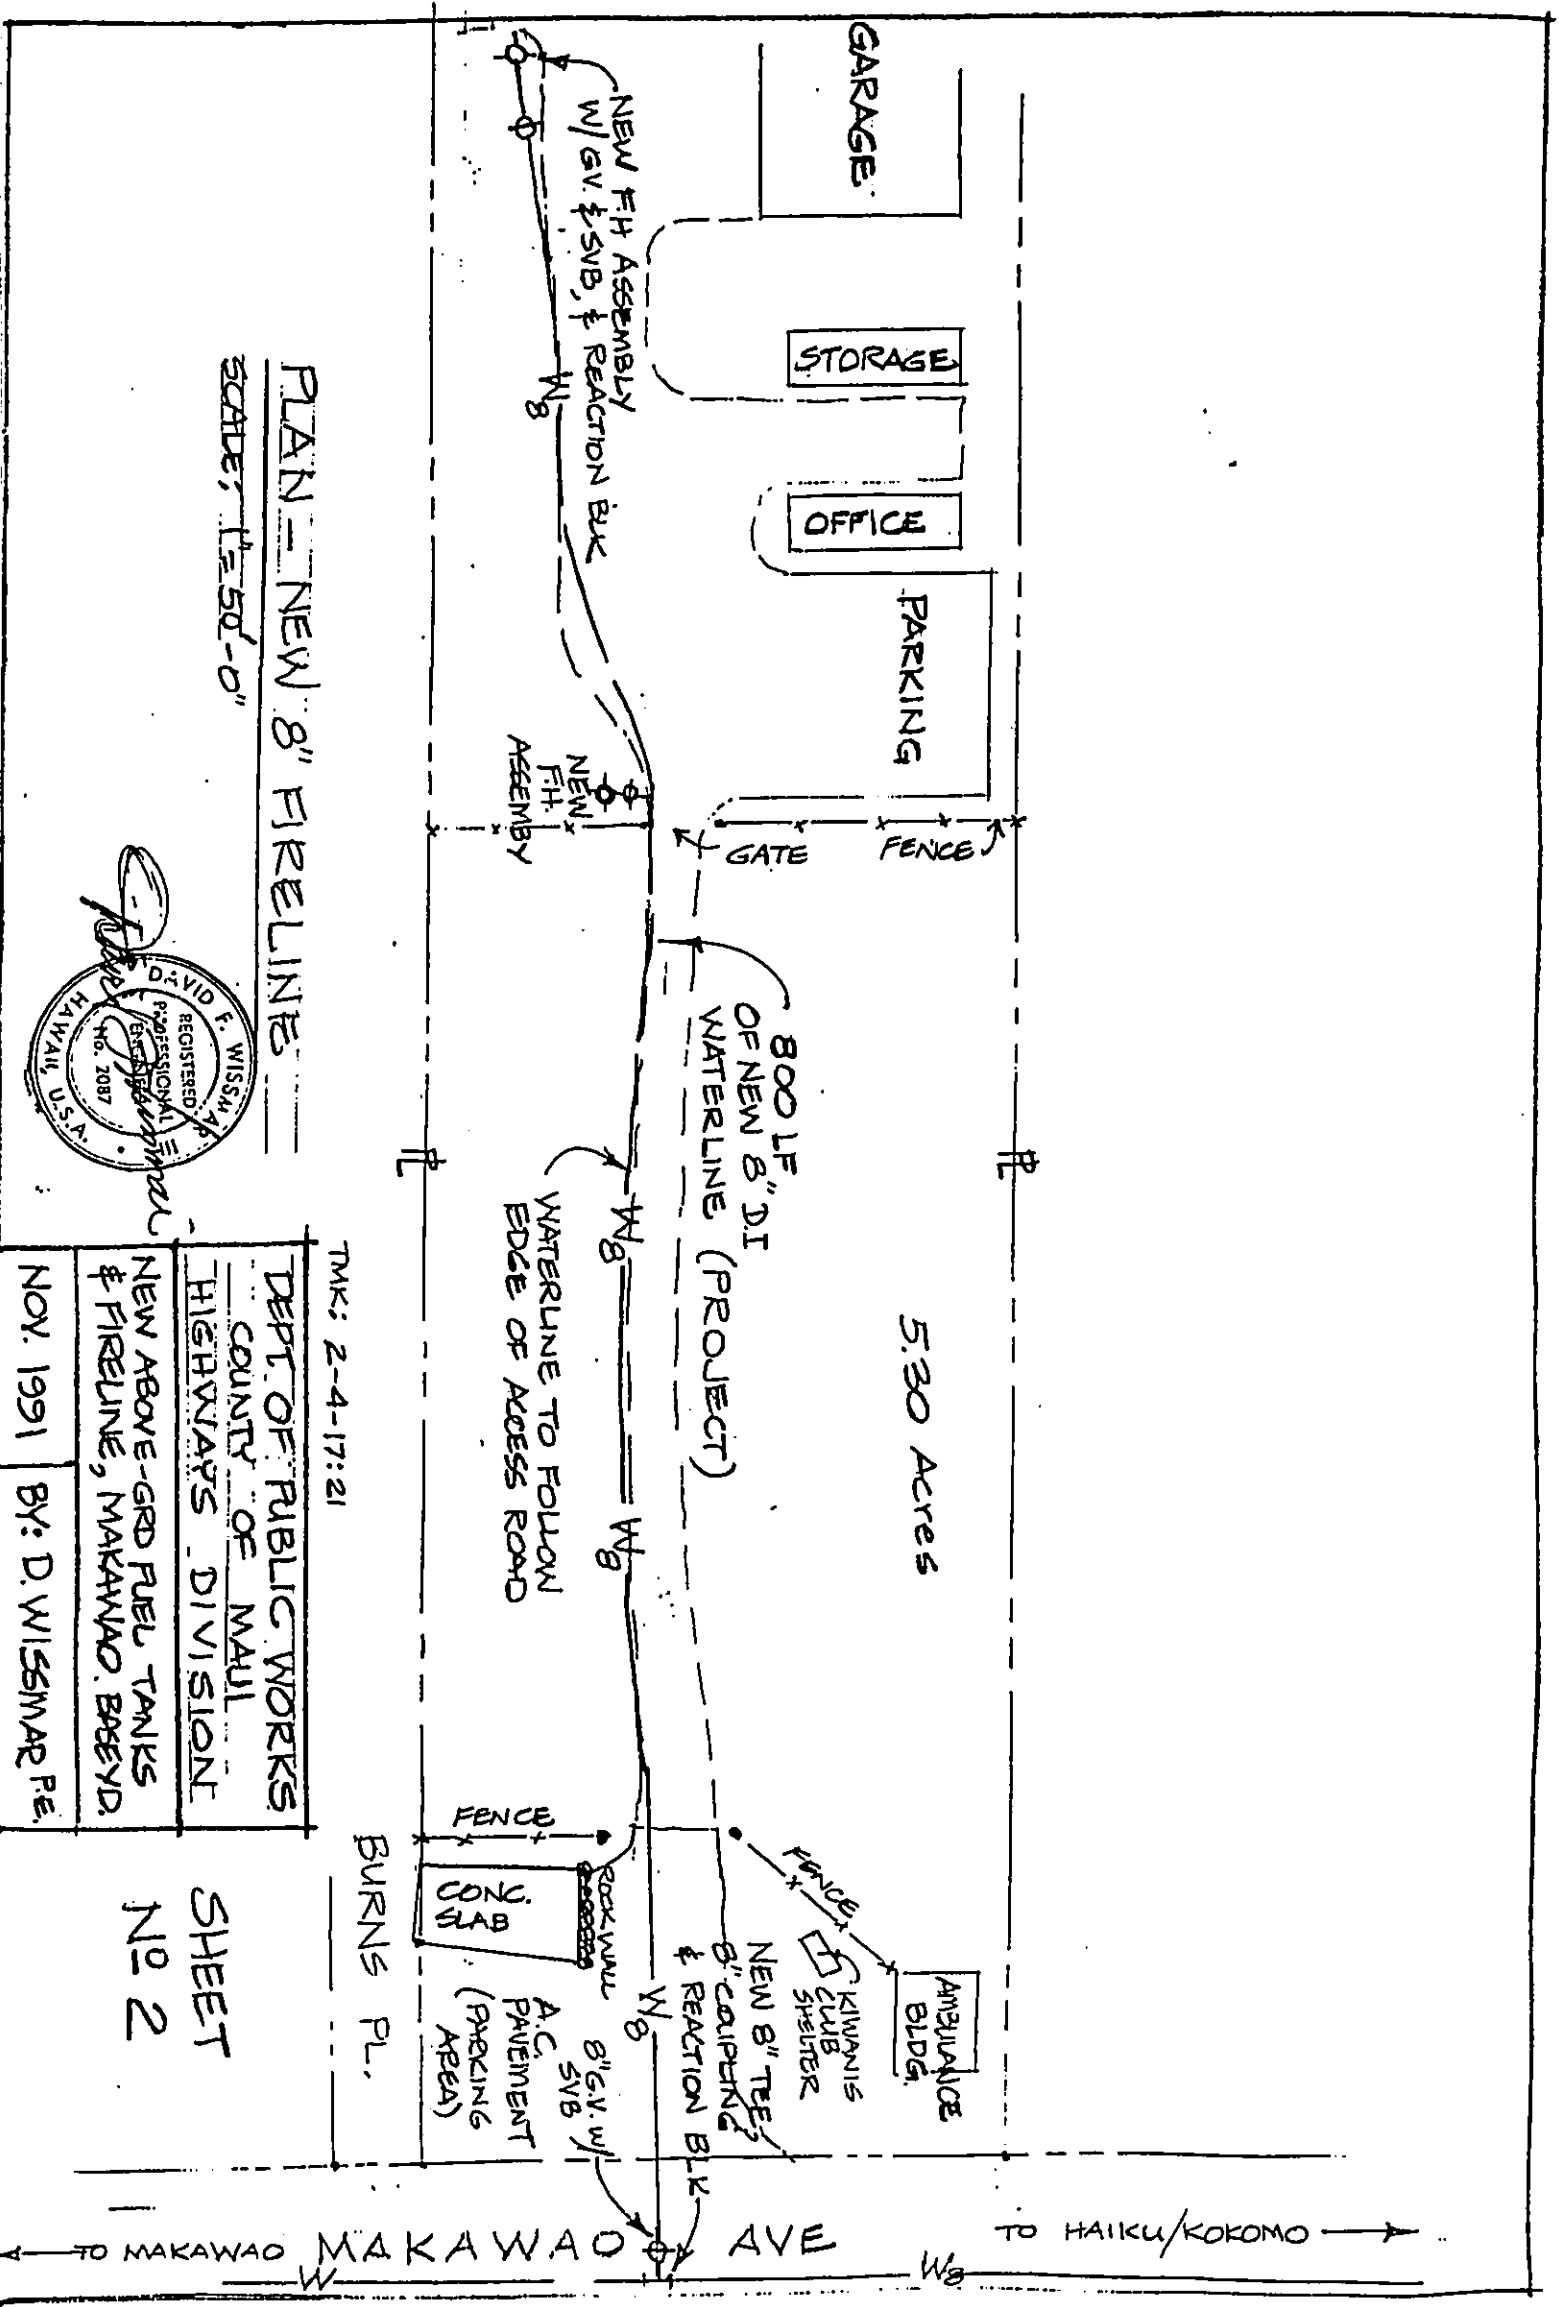 GARAGE
STORAGE
OFFICE
PARKING
NEW F.H ASSEMBLY
W/GV. & SVB, & REACTION BLK
W
8
NEW
F.H.
ASSEMBY
GATE
FENCE
800 LF
OF NEW 8" D.I
WATERLINE (PROJECT)
5.30 Acres
PL
PL
WATERLINE TO FOLLOW
EDGE OF ACCESS ROAD
W
8
W
8
FENCE
FENCE
AMBULANCE
BLDG.
KIWANIS
CLUB
SHELTER
ROCK WALL
CONC.
SLAB
NEW 8" TEE,
8" COUPLING
& REACTION BLK
W
8
8" G.V. W/
SVB
A.C.
PAVEMENT
(PARKING
AREA)
BURNS PL.
TO MAKAWAO
MAKAWAO AVE
TO HAIKU/KOKOMO
W
W8
PLAN - NEW 8" FIRELINE
SCALE: 1" = 50'-0"
DAVID F. WISSMAR
REGISTERED
PROFESSIONAL
ENGINEER
No. 2087
HAWAII, U.S.A.
TMK: 2-4-17:21
DEPT. OF PUBLIC WORKS
COUNTY OF MAUI
HIGHWAYS DIVISION
NEW ABOVE-GRD FUEL TANKS
& FIRELINE, MAKAWAO BASEYD.
NOV. 1991
BY: D. WISSMAR P.E.
SHEET
Nº 2